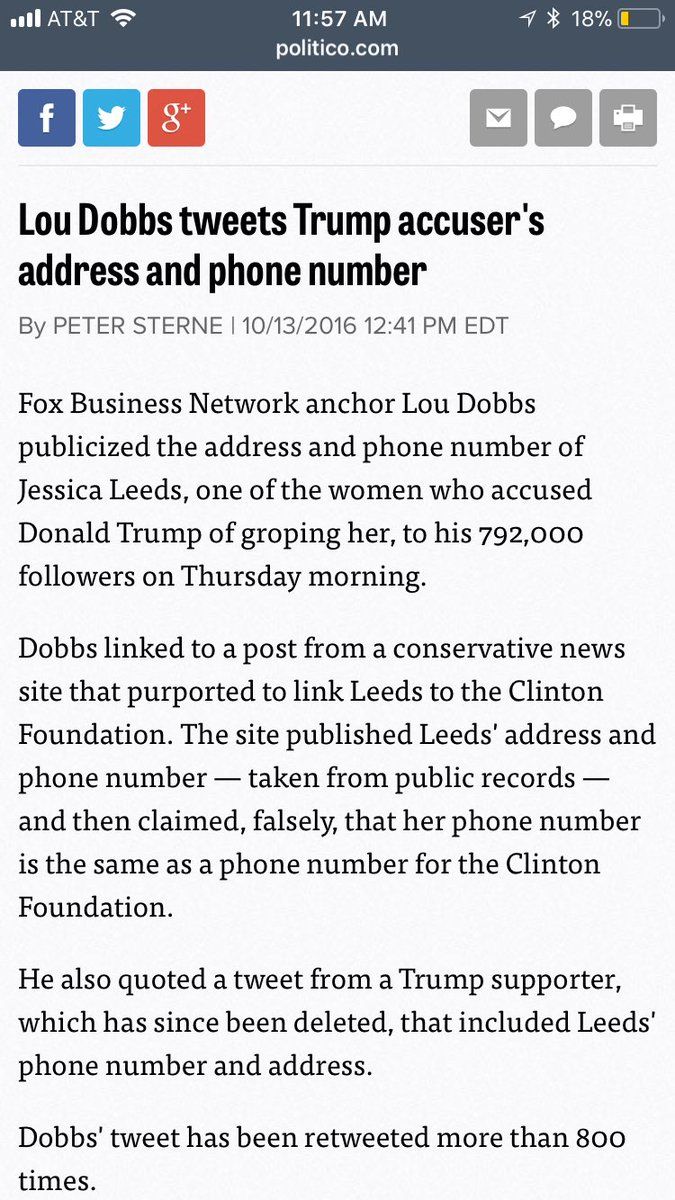 AT&T 11:57 AM 18%
politico.com
f g+
Lou Dobbs tweets Trump accuser's
address and phone number
By PETER STERNE | 10/13/2016 12:41 PM EDT
Fox Business Network anchor Lou Dobbs
publicized the address and phone number of
Jessica Leeds, one of the women who accused
Donald Trump of groping her, to his 792,000
followers on Thursday morning.
Dobbs linked to a post from a conservative news
site that purported to link Leeds to the Clinton
Foundation. The site published Leeds' address and
phone number — taken from public records —
and then claimed, falsely, that her phone number
is the same as a phone number for the Clinton
Foundation.
He also quoted a tweet from a Trump supporter,
which has since been deleted, that included Leeds'
phone number and address.
Dobbs' tweet has been retweeted more than 800
times.